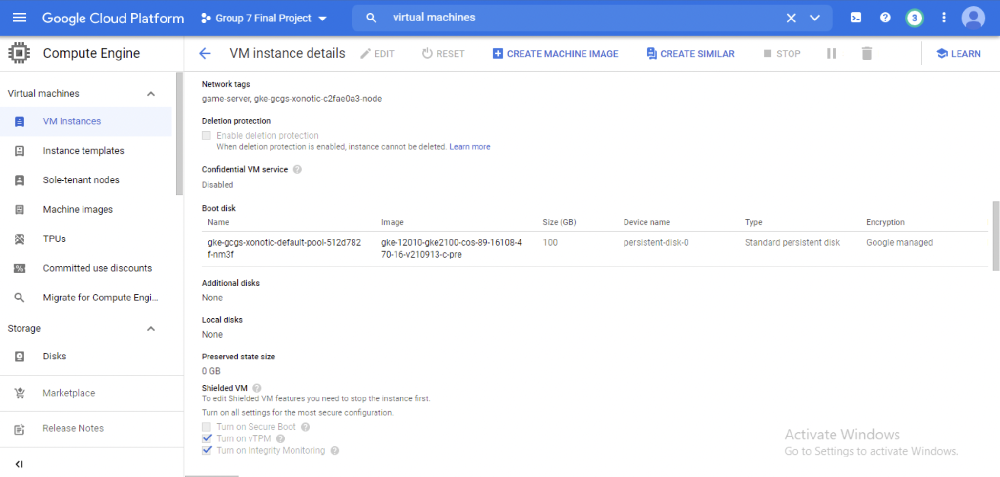 Google Cloud Platform
Group 7 Final Project
virtual machines
3
Compute Engine
VM instance details
EDIT
RESET
CREATE MACHINE IMAGE
CREATE SIMILAR
STOP
LEARN
Virtual machines
VM instances
Instance templates
Sole-tenant nodes
Machine images
TPUs
Committed use discounts
Migrate for Compute Engi...
Storage
Disks
Marketplace
Release Notes
Network tags
game-server, gke-gcgs-xonotic-c2fae0a3-node
Deletion protection
Enable deletion protection
When deletion protection is enabled, instance cannot be deleted. Learn more
Confidential VM service
Disabled
Boot disk
Name Image Size (GB) Device name Type Encryption
gke-gcgs-xonotic-default-pool-512d782 gke-12010-gke2100-cos-89-16108-4 100 persistent-disk-0 Standard persistent disk Google managed
f-nm3f 70-16-v210913-c-pre
Additional disks
None
Local disks
None
Preserved state size
0 GB
Shielded VM
To edit Shielded VM features you need to stop the instance first.
Turn on all settings for the most secure configuration.
Turn on Secure Boot
Turn on vTPM
Turn on Integrity Monitoring
Activate Windows
Go to Settings to activate Windows.